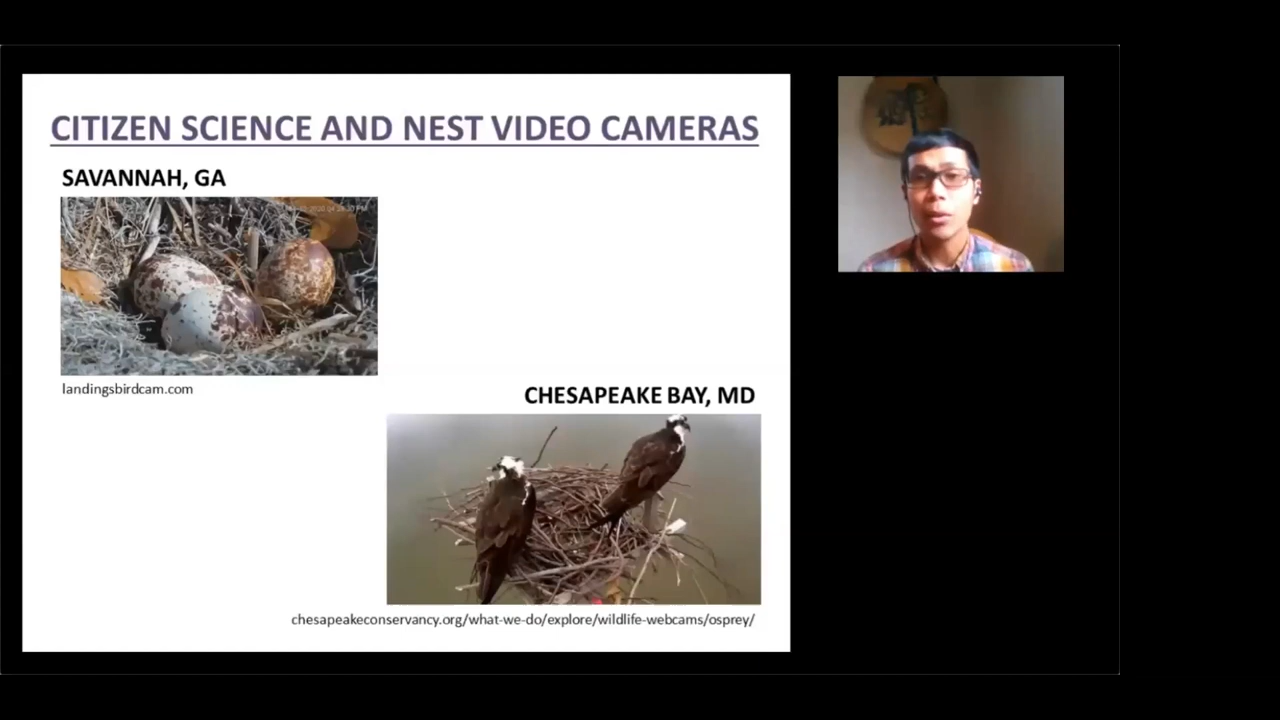 CITIZEN SCIENCE AND NEST VIDEO CAMERAS
SAVANNAH, GA
landingsbirdcam.com
CHESAPEAKE BAY, MD
chesapeakeconservancy.org/what-we-do/explore/wildlife-webcams/osprey/